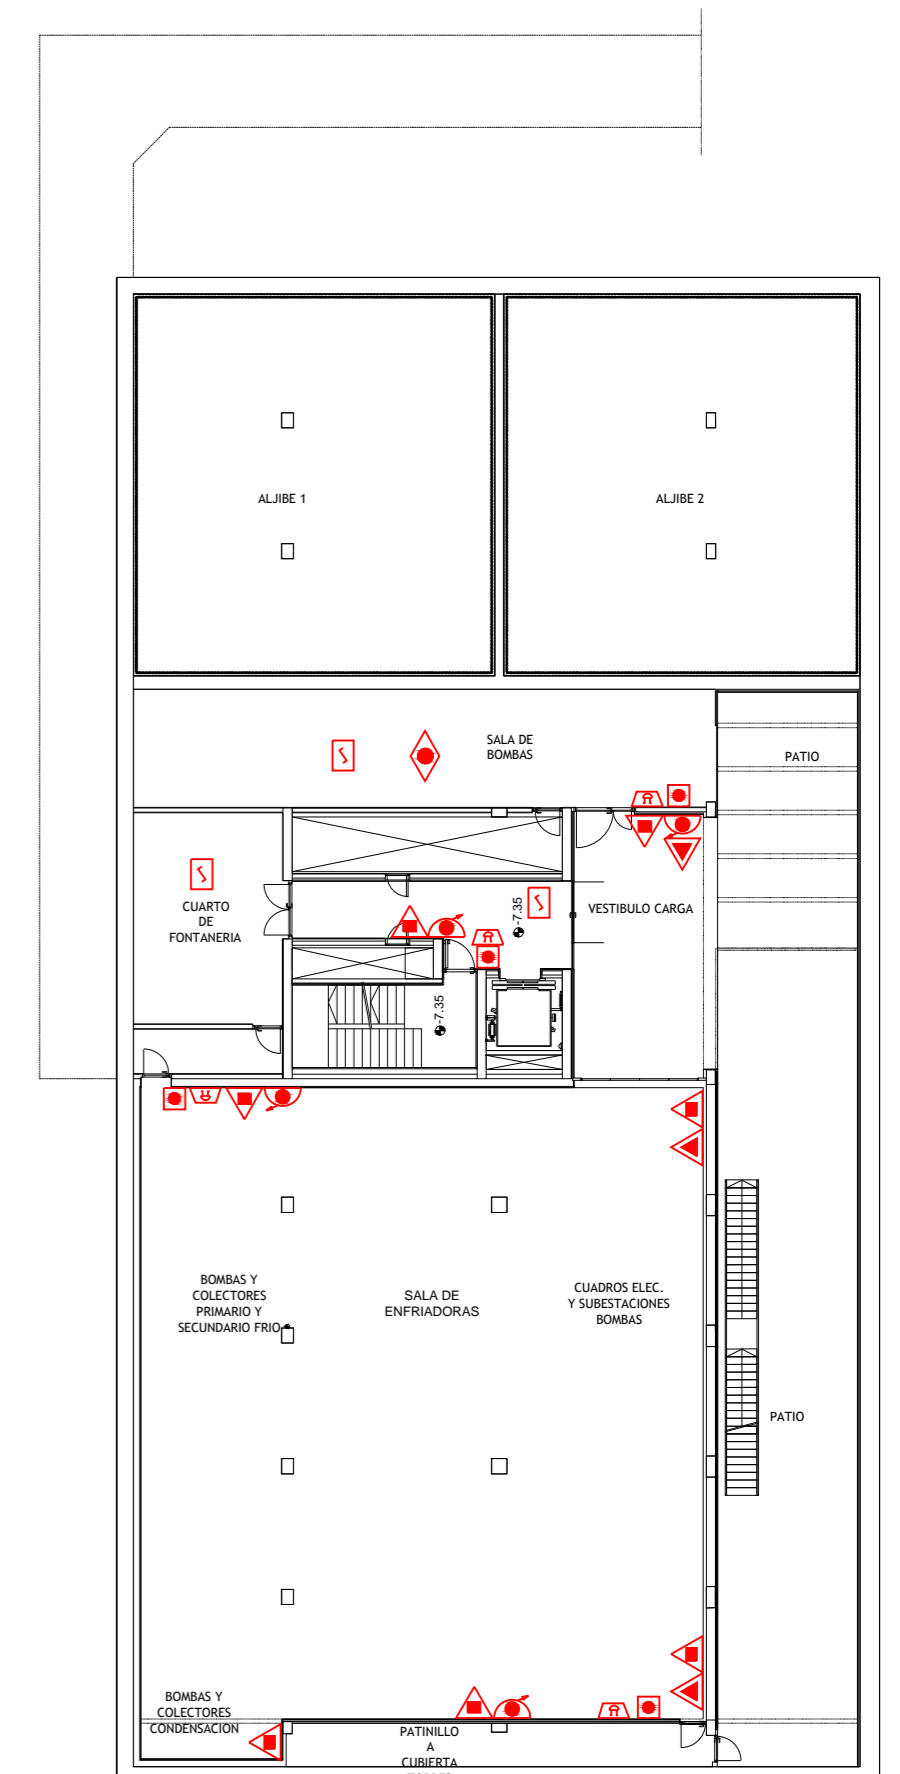 ALJIBE 1
ALJIBE 2
SALA DE
BOMBAS
PATIO
CUARTO
DE
FONTANERIA
-7.35
VESTIBULO CARGA
-7.35
BOMBAS Y
COLECTORES
PRIMARIO Y
SECUNDARIO FRIO
SALA DE
ENFRIADORAS
CUADROS ELEC.
Y SUBESTACIONES
BOMBAS
PATIO
BOMBAS Y
COLECTORES
CONDENSACION
PATINILLO
A
CUBIERTA